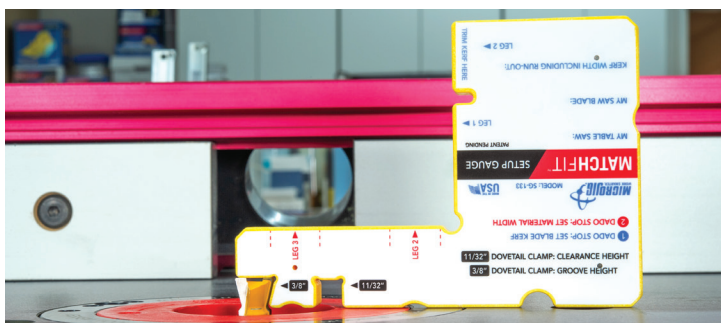 TRIM KERF HERE
LEG 2
KERF WIDTH INCLUDING RUN-OUT:
MY SAW BLADE:
LEG 1
MY TABLE SAW:
PATENT PENDING
MATCHFIT™ SETUP GAUGE
MICROJIG
MODEL: SG-133
USA
2 DADO STOP: SET MATERIAL WIDTH
1 DADO STOP: SET BLADE KERF
LEG 3
LEG 2
11/32" DOVETAIL CLAMP: CLEARANCE HEIGHT
3/8" DOVETAIL CLAMP: GROOVE HEIGHT
3/8"
11/32"